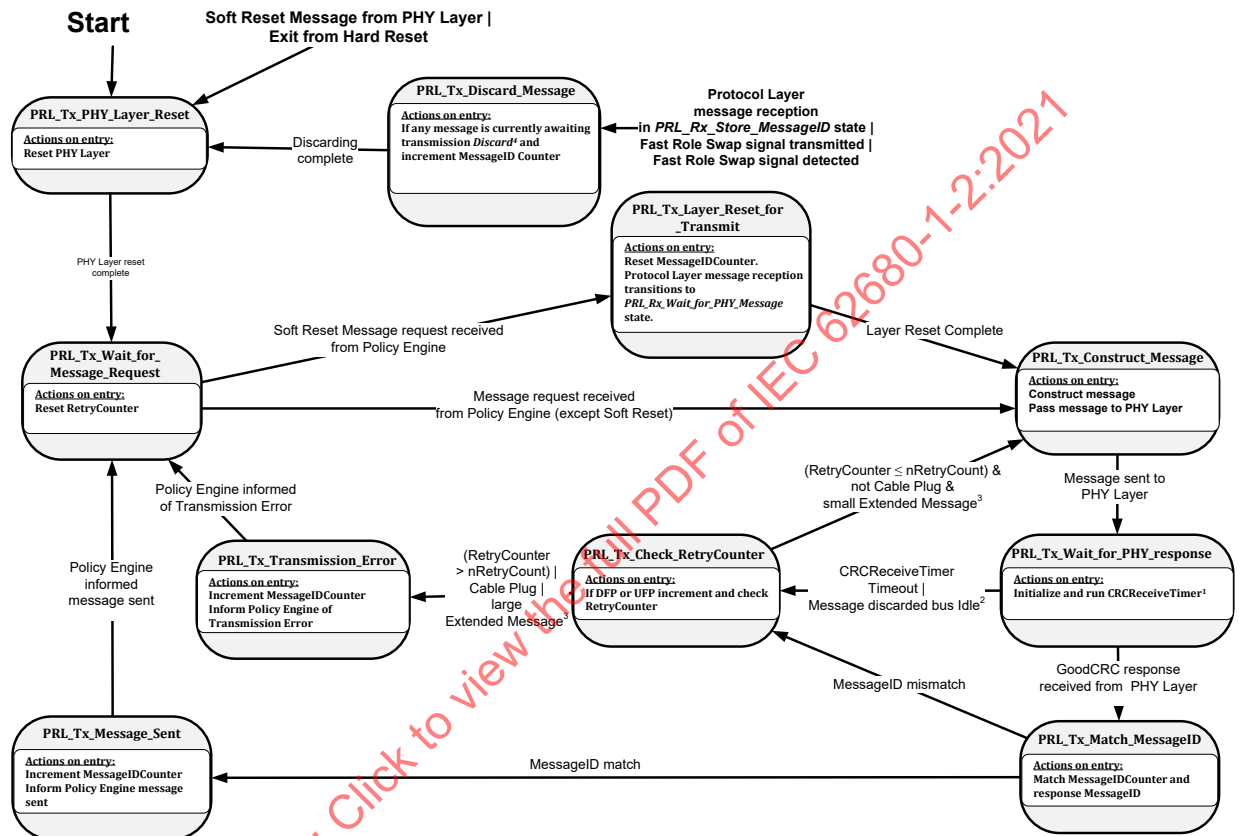 Start
Soft Reset Message from PHY Layer |
Exit from Hard Reset
PRL_Tx_PHY_Layer_Reset
Actions on entry:
Reset PHY Layer
Discarding
complete
PRL_Tx_Discard_Message
Actions on entry:
If any message is currently awaiting
transmission Discard⁴ and
increment MessageID Counter
Protocol Layer
message reception
in PRL_Rx_Store_MessageID state |
Fast Role Swap signal transmitted |
Fast Role Swap signal detected
PHY Layer reset
complete
PRL_Tx_Layer_Reset_for
_Transmit
Actions on entry:
Reset MessageIDCounter.
Protocol Layer message reception
transitions to
PRL_Rx_Wait_for_PHY_Message
state.
Soft Reset Message request received
from Policy Engine
Layer Reset Complete
PRL_Tx_Wait_for_
Message_Request
Actions on entry:
Reset RetryCounter
Message request received
from Policy Engine (except Soft Reset)
PRL_Tx_Construct_Message
Actions on entry:
Construct message
Pass message to PHY Layer
Policy Engine informed
of Transmission Error
(RetryCounter ≤ nRetryCount) &
not Cable Plug &
small Extended Message³
Message sent to
PHY Layer
Policy Engine
informed
message sent
PRL_Tx_Transmission_Error
Actions on entry:
Increment MessageIDCounter
Inform Policy Engine of
Transmission Error
(RetryCounter
> nRetryCount) |
Cable Plug |
large
Extended Message³
PRL_Tx_Check_RetryCounter
Actions on entry:
If DFP or UFP increment and check
RetryCounter
CRCReceiveTimer
Timeout |
Message discarded bus Idle²
PRL_Tx_Wait_for_PHY_response
Actions on entry:
Initialize and run CRCReceiveTimer¹
GoodCRC response
received from PHY Layer
MessageID mismatch
PRL_Tx_Message_Sent
Actions on entry:
Increment MessageIDCounter
Inform Policy Engine message
sent
MessageID match
PRL_Tx_Match_MessageID
Actions on entry:
Match MessageIDCounter and
response MessageID
: Click to view the full PDF of IEC 62680-1-2:2021